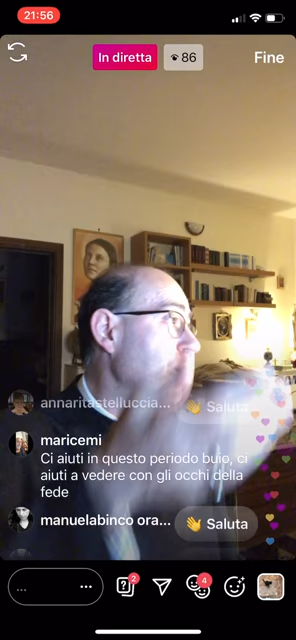 21:56
In diretta
86
Fine
annaritastelluccia...
Saluta
maricemi
Ci aiuti in questo periodo buio, ci
aiuti a vedere con gli occhi della
fede
manuelabinco ora...
Saluta
...
2
4